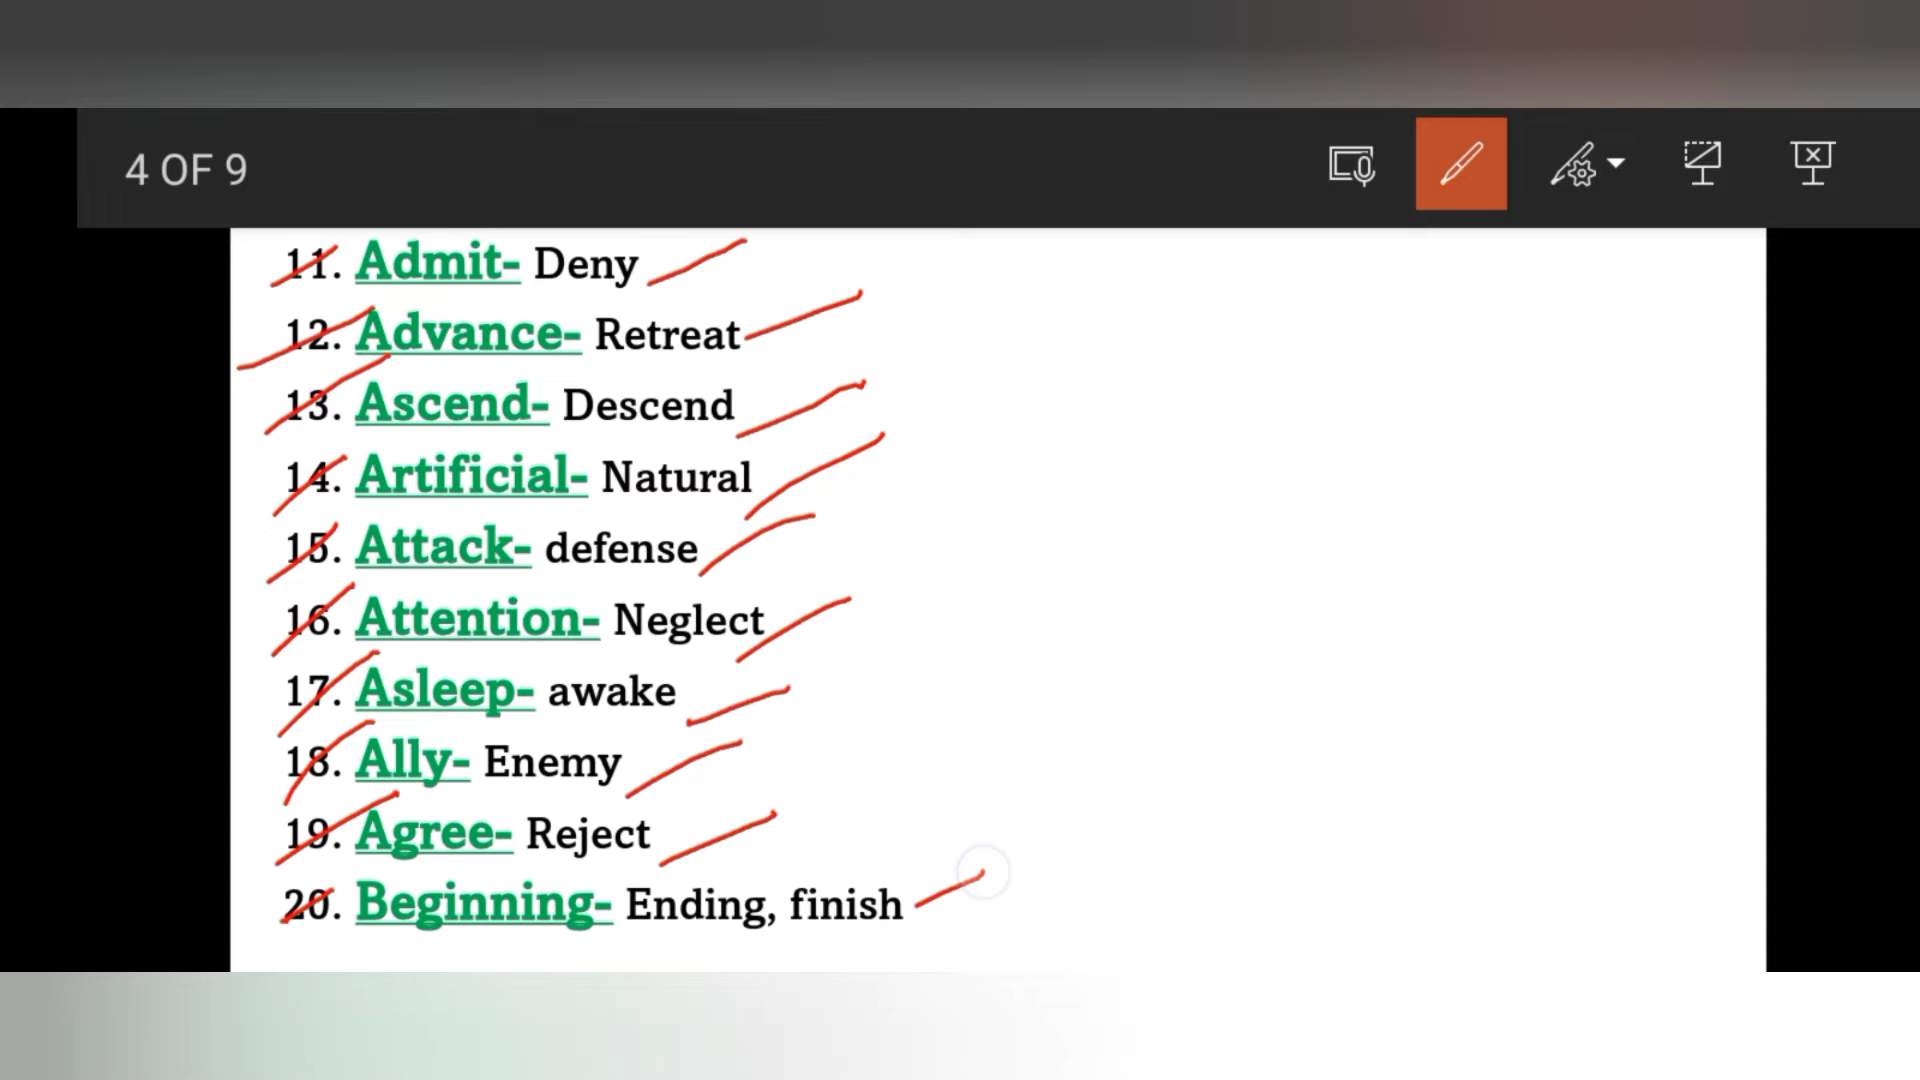 4 OF 9
11. Admit- Deny
12. Advance- Retreat
13. Ascend- Descend
14. Artificial- Natural
15. Attack- defense
16. Attention- Neglect
17. Asleep- awake
18. Ally- Enemy
19. Agree- Reject
20. Beginning- Ending, finish